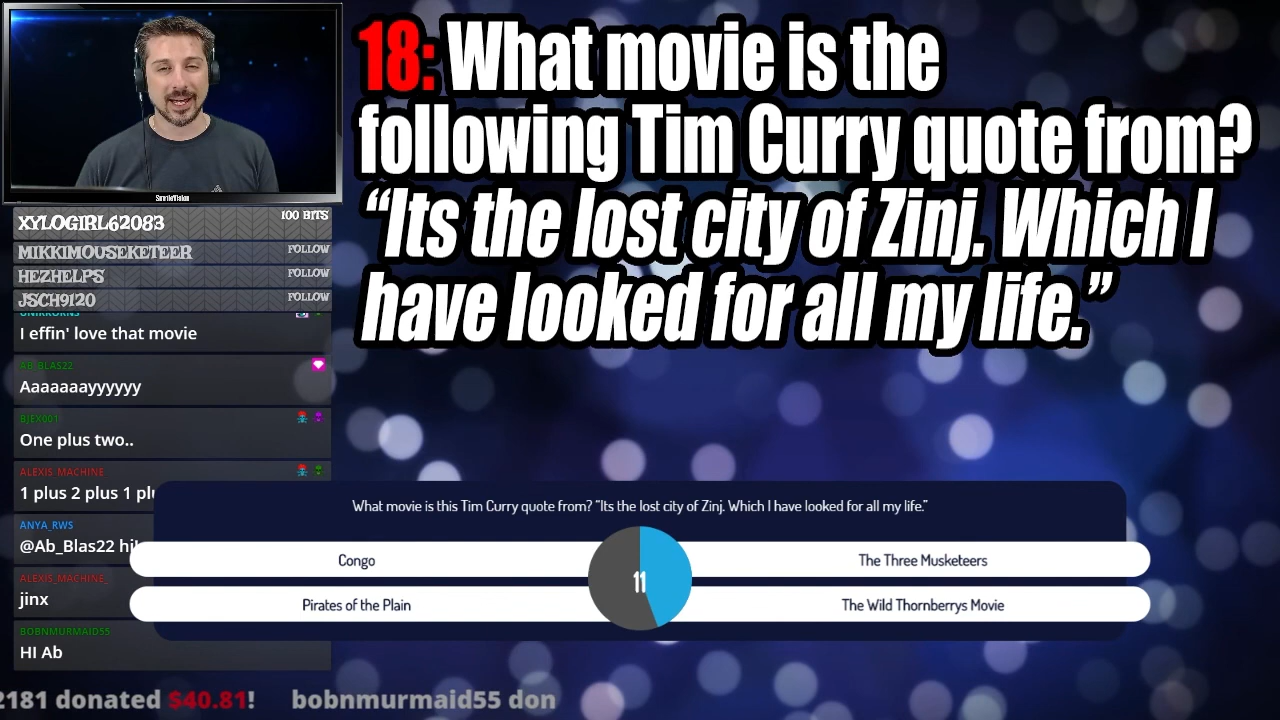 18: What movie is the
following Tim Curry quote from?
“Its the lost city of Zinj. Which I
have looked for all my life.”
XYLOGIRL62083 100 BITS
MIKKIMOUSEKETEER FOLLOW
HEZHELPS FOLLOW
JSCH9120 FOLLOW
I effin' love that movie
AB_BLAS22
Aaaaaaayyyyyy
BJEX001
One plus two..
ALEXIS_MACHINE_
1 plus 2 plus 1 plu
ANYA_RWS
@Ab_Blas22 hi!
ALEXIS_MACHINE_
jinx
BOBNMURMAID55
HI Ab
What movie is this Tim Curry quote from? "Its the lost city of Zinj. Which I have looked for all my life."
Congo
The Three Musketeers
11
Pirates of the Plain
The Wild Thornberrys Movie
2181 donated $40.81! bobnmurmaid55 don